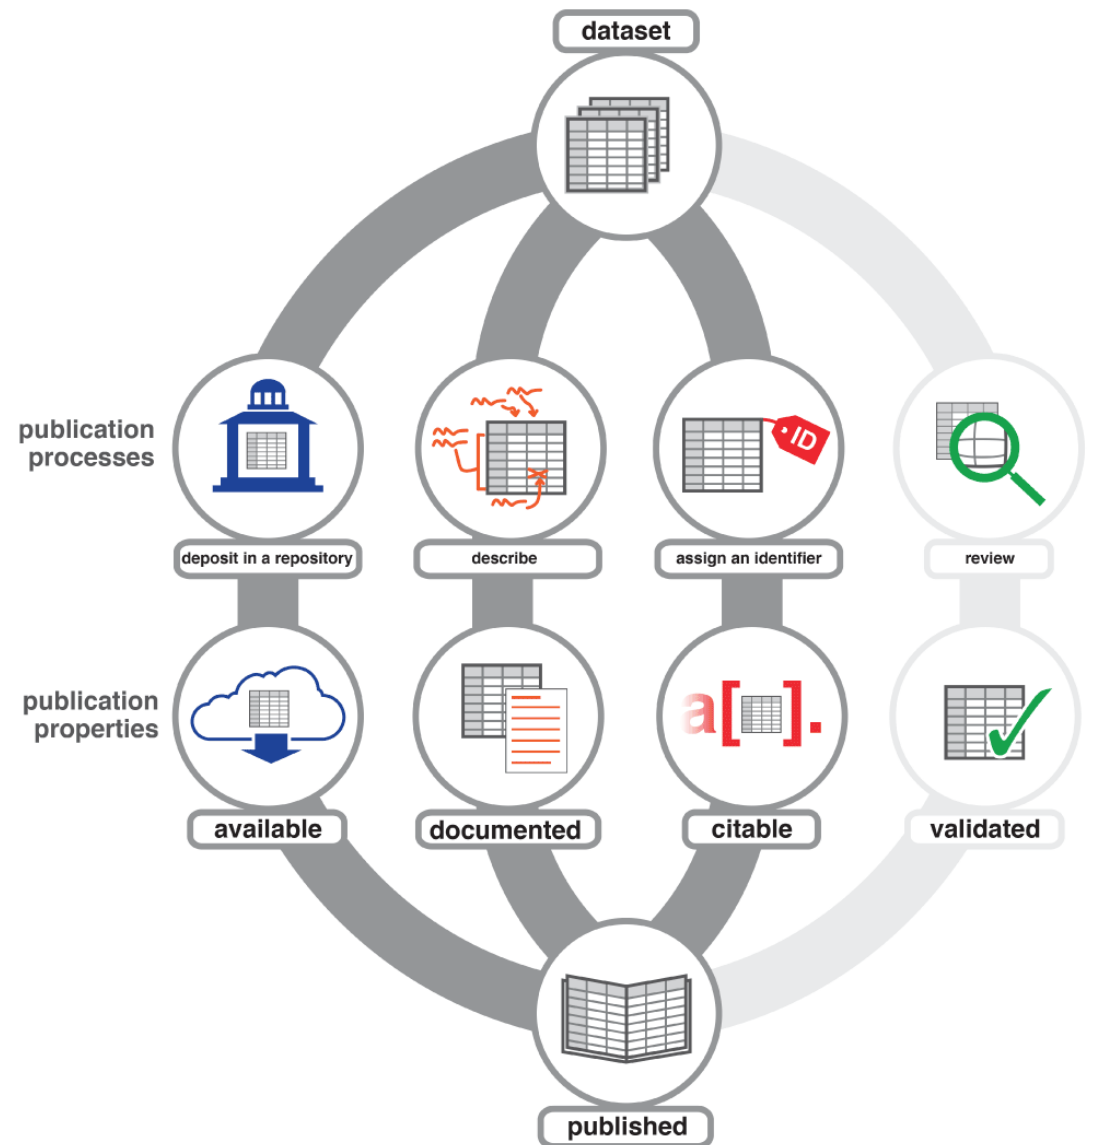 dataset
publication
processes
ID
deposit in a repository
describe
assign an identifier
review
publication
properties
a[ ].
available
documented
citable
validated
published